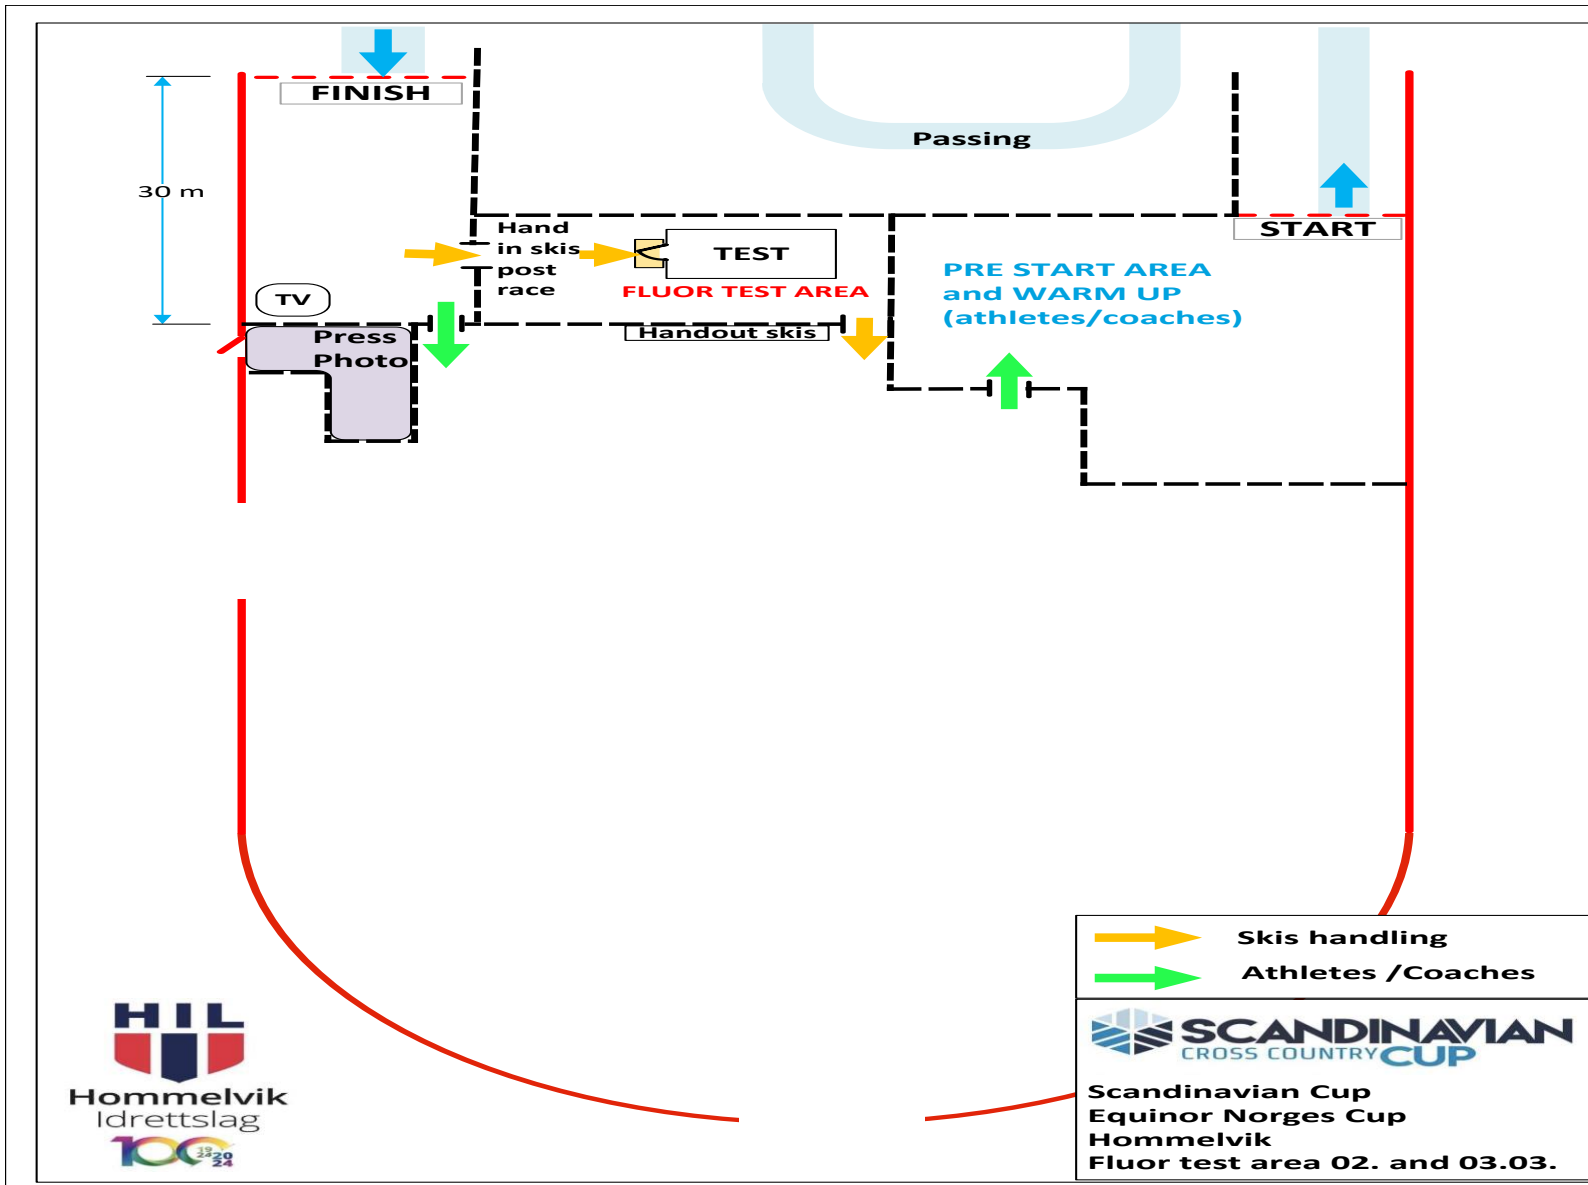 FINISH
Passing
30 m
START
Hand
in skis
post
race
TEST
FLUOR TEST AREA
PRE START AREA
and WARM UP
(athletes/coaches)
TV
Press
Photo
Handout skis
Skis handling
Athletes /Coaches
SCANDINAVIAN
CROSS COUNTRY CUP
Scandinavian Cup
Equinor Norges Cup
Hommelvik
Fluor test area 02. and 03.03.
HIL
Hommelvik
Idrettslag
100
1924
2024